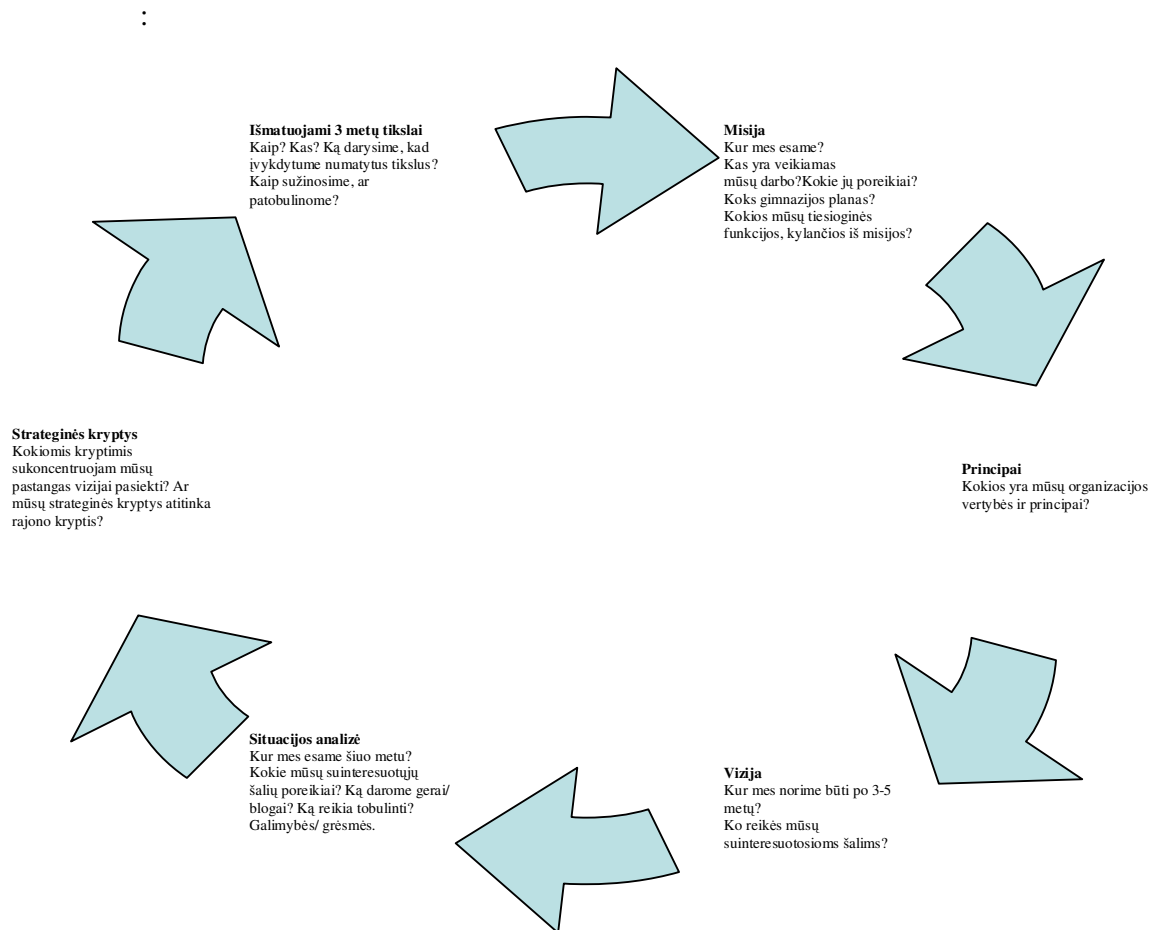 :
Išmatuojami 3 metų tikslai
Kaip? Kas? Ką darysime, kad
įvykdytume numatytus tikslus?
Kaip sužinosime, ar
patobulinome?
Misija
Kur mes esame?
Kas yra veikiamas
mūsų darbo?Kokie jų poreikiai?
Koks gimnazijos planas?
Kokios mūsų tiesioginės
funkcijos, kylančios iš misijos?
Strateginės kryptys
Kokiomis kryptimis
sukoncentruojam mūsų
pastangas vizijai pasiekti? Ar
mūsų strateginės kryptys atitinka
rajono kryptis?
Principai
Kokios yra mūsų organizacijos
vertybės ir principai?
Situacijos analizė
Kur mes esame šiuo metu?
Kokie mūsų suinteresuotųjų
šalių poreikiai? Ką darome gerai/
blogai? Ką reikia tobulinti?
Galimybės/ grėsmės.
Vizija
Kur mes norime būti po 3-5
metų?
Ko reikės mūsų
suinteresuotosioms šalims?